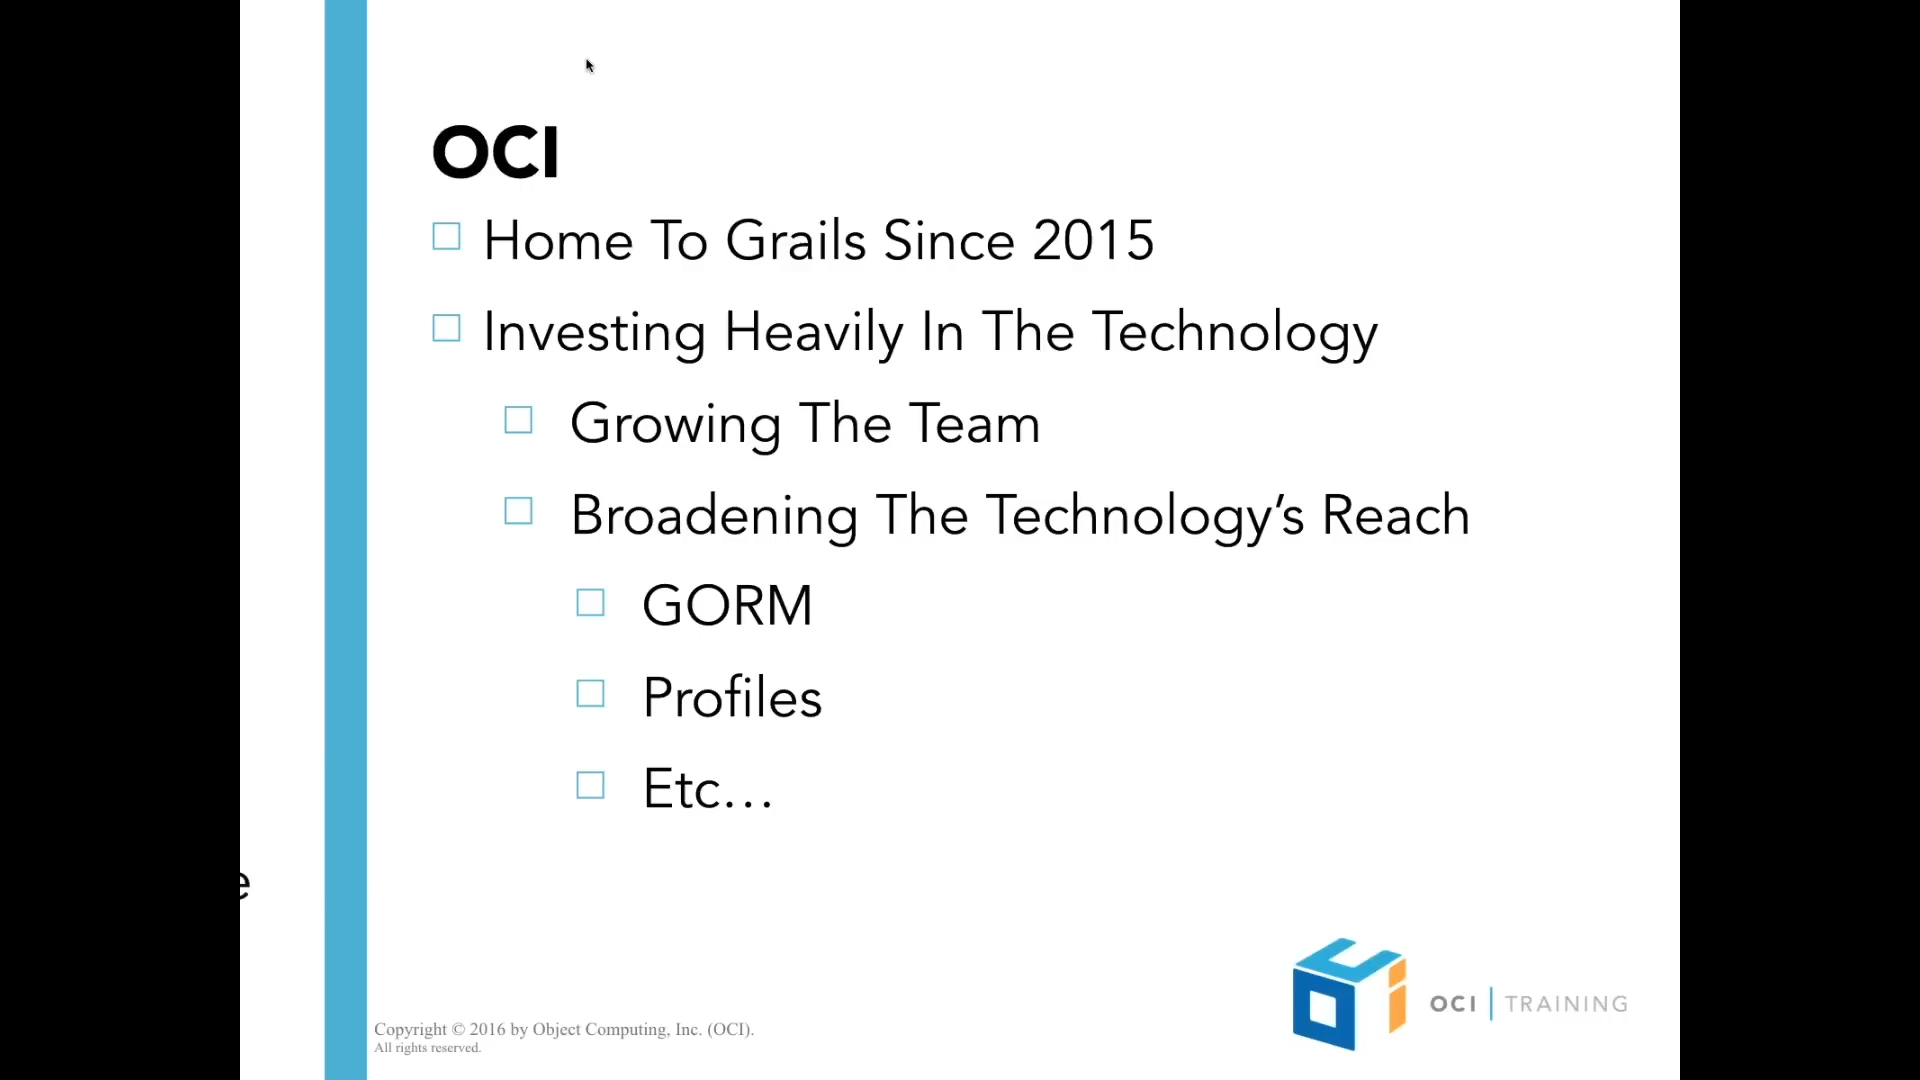 OCI
Home To Grails Since 2015
Investing Heavily In The Technology
Growing The Team
Broadening The Technology’s Reach
GORM
Profiles
Etc…
e
Copyright © 2016 by Object Computing, Inc. (OCI).
All rights reserved.
OCI | TRAINING